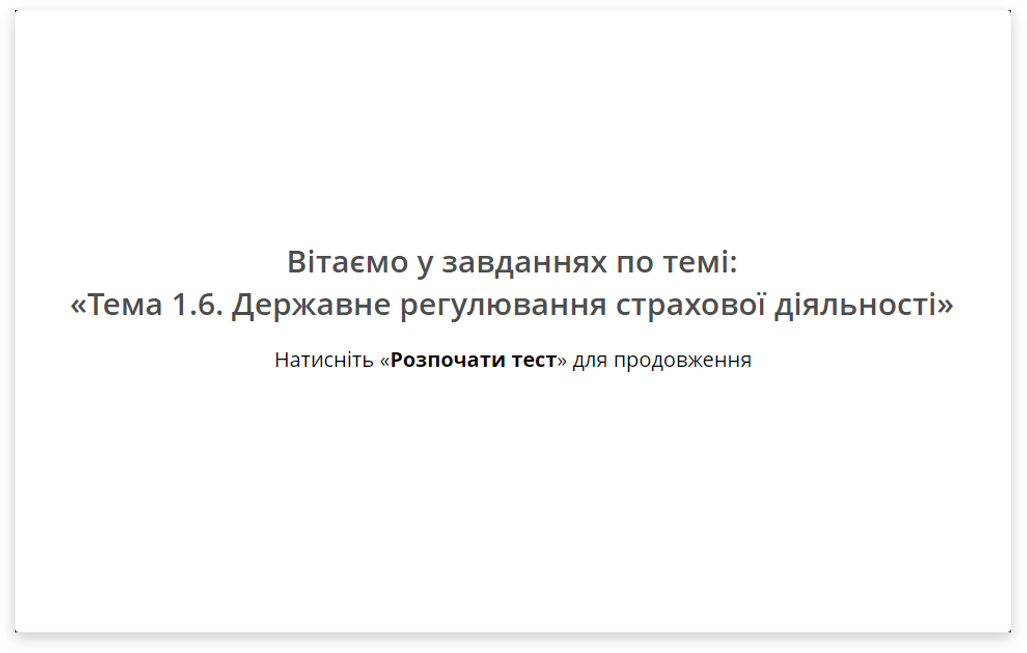 Вітаємо у завданнях по темі:
«Тема 1.6. Державне регулювання страхової діяльності»
Натисніть «Розпочати тест» для продовження